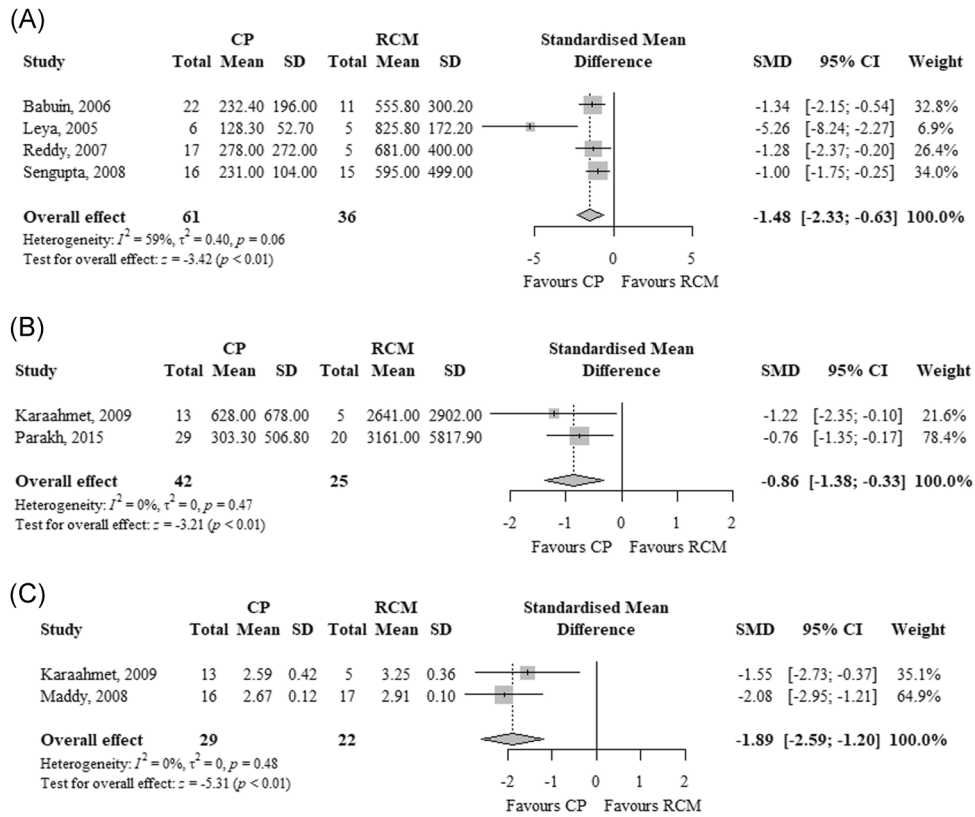 (A)
CP RCM Standardised Mean
Study Total Mean SD Total Mean SD Difference SMD 95% CI Weight
Babuin, 2006 22 232.40 196.00 11 555.80 300.20 -1.34 [-2.15; -0.54) 32.8%
Leya, 2005 6 128.30 52.70 5 825.80 172.20 -5.26 [-8.24; -2.27] 6.9%
Reddy, 2007 17 278.00 272.00 5 681.00 400.00 -1.28 [-2.37; -0.20] 26.4%
Sengupta, 2008 16 231.00 104.00 15 595.00 499.00 -1.00 [-1.75; -0.25] 34.0%
Overall effect 61 36 -1.48 [-2.33; -0.63] 100.0%
Heterogeneity: I² = 59%, τ² = 0.40, p = 0.06
Test for overall effect: z = -3.42 (p < 0.01)
-5 0 5
Favours CP Favours RCM
(B)
CP RCM Standardised Mean
Study Total Mean SD Total Mean SD Difference SMD 95% CI Weight
Karaahmet, 2009 13 628.00 678.00 5 2641.00 2902.00 -1.22 [-2.35; -0.10] 21.6%
Parakh, 2015 29 303.30 506.80 20 3161.00 5817.90 -0.76 [-1.35; -0.17] 78.4%
Overall effect 42 25 -0.86 [-1.38; -0.33] 100.0%
Heterogeneity: I² = 0%, τ² = 0, p = 0.47
Test for overall effect: z = -3.21 (p < 0.01)
-2 -1 0 1 2
Favours CP Favours RCM
(C)
CP RCM Standardised Mean
Study Total Mean SD Total Mean SD Difference SMD 95% CI Weight
Karaahmet, 2009 13 2.59 0.42 5 3.25 0.36 -1.55 [-2.73; -0.37] 35.1%
Maddy, 2008 16 2.67 0.12 17 2.91 0.10 -2.08 [-2.95; -1.21] 64.9%
Overall effect 29 22 -1.89 [-2.59; -1.20] 100.0%
Heterogeneity: I² = 0%, τ² = 0, p = 0.48
Test for overall effect: z = -5.31 (p < 0.01)
-2 -1 0 1 2
Favours CP Favours RCM